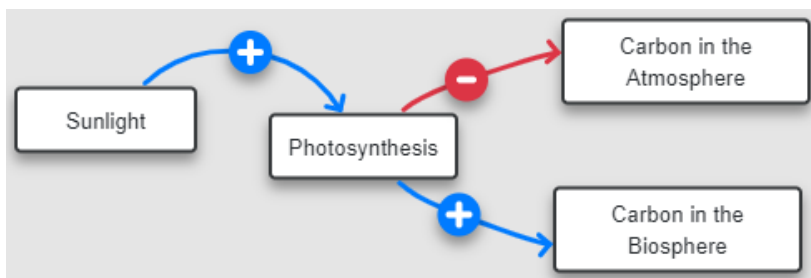 Sunlight
+
Photosynthesis
-
Carbon in the
Atmosphere
+
Carbon in the
Biosphere